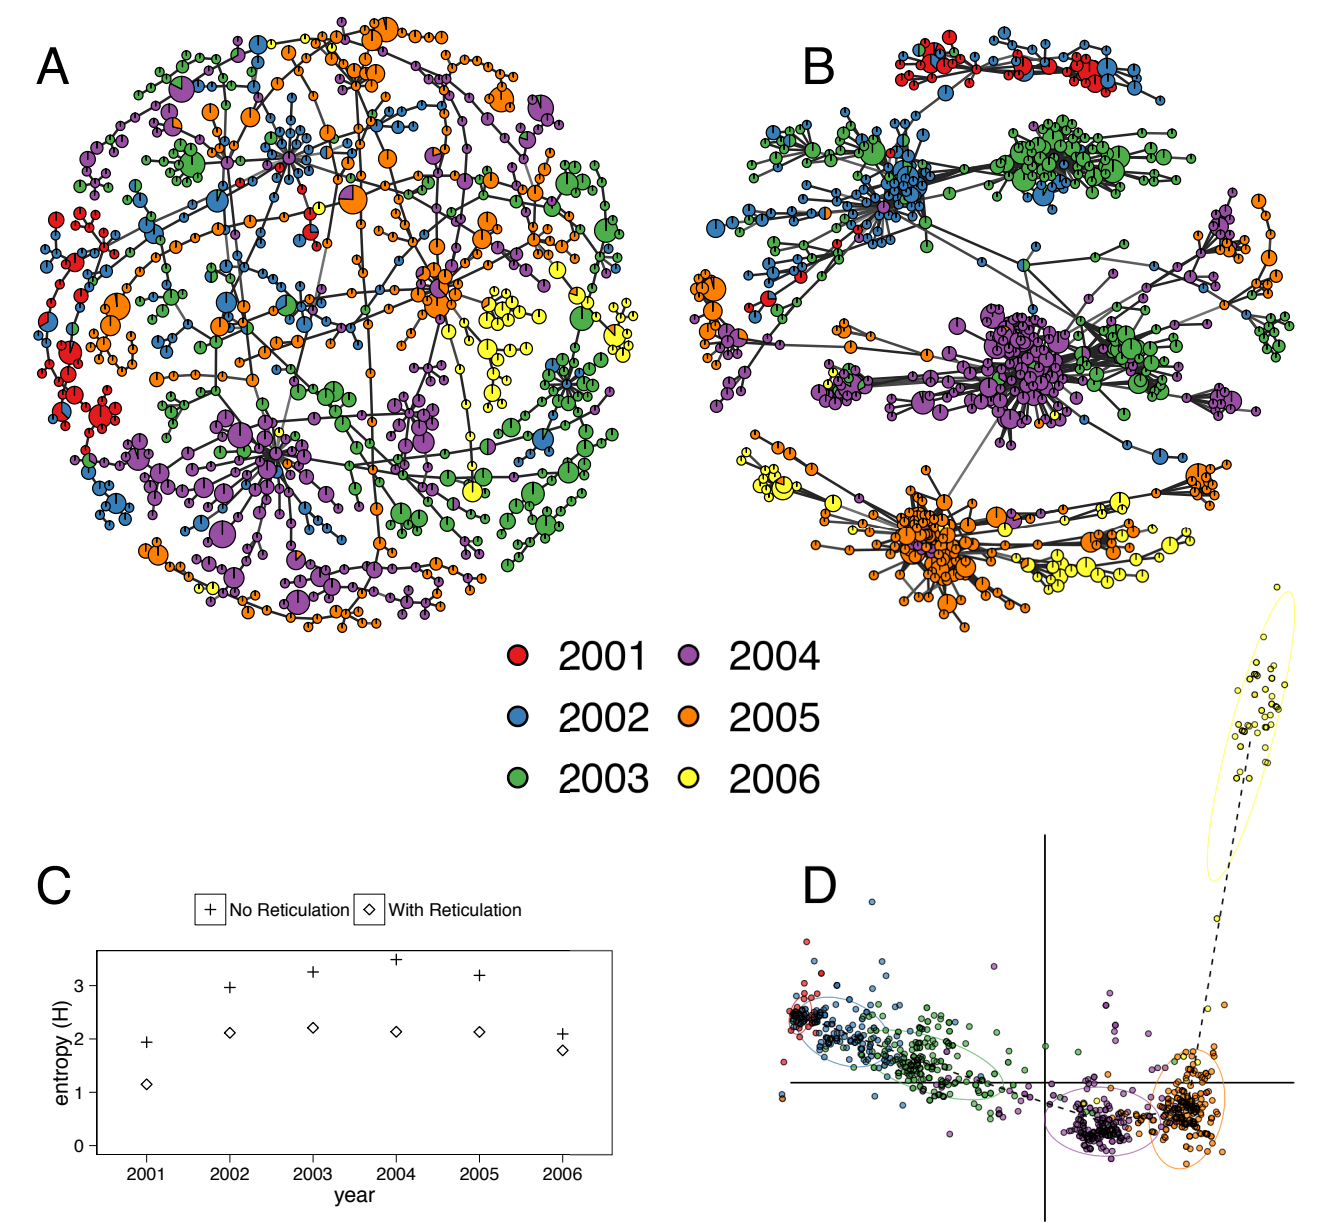 A
B
2001 2004
2002 2005
2003 2006
C
D
No Reticulation With Reticulation
entropy (H)
3
2
1
0
2001 2002 2003 2004 2005 2006
year